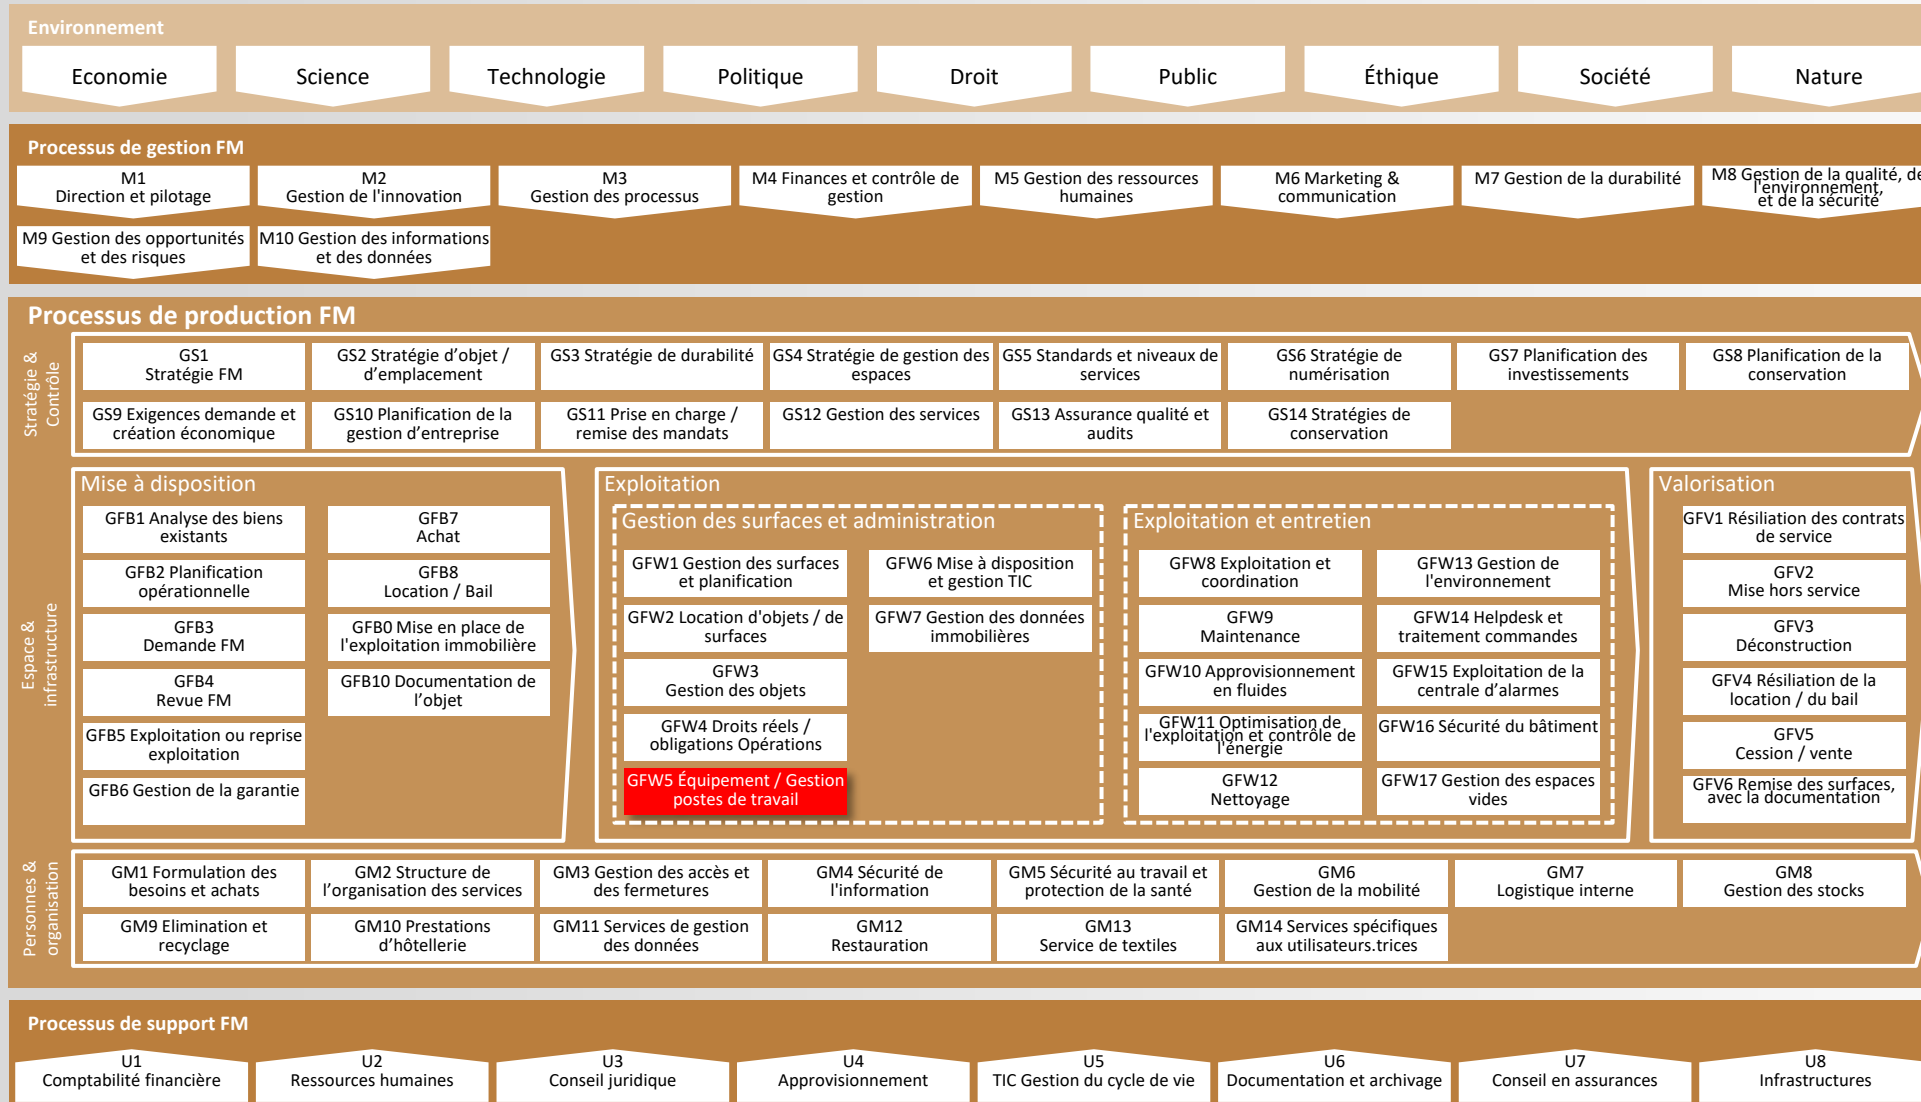 Environnement
Economie
Science
Technologie
Politique
Droit
Public
Éthique
Société
Nature
Processus de gestion FM
M1
Direction et pilotage
M2
Gestion de l'innovation
M3
Gestion des processus
M4 Finances et contrôle de
gestion
M5 Gestion des ressources
humaines
M6 Marketing &
communication
M7 Gestion de la durabilité
M8 Gestion de la qualité, de
l'environnement,
et de la sécurité
M9 Gestion des opportunités
et des risques
M10 Gestion des informations
et des données
Processus de production FM
Stratégie &
Contrôle
GS1
Stratégie FM
GS2 Stratégie d’objet /
d’emplacement
GS3 Stratégie de durabilité
GS4 Stratégie de gestion des
espaces
GS5 Standards et niveaux de
services
GS6 Stratégie de
numérisation
GS7 Planification des
investissements
GS8 Planification de la
conservation
GS9 Exigences demande et
création économique
GS10 Planification de la
gestion d’entreprise
GS11 Prise en charge /
remise des mandats
GS12 Gestion des services
GS13 Assurance qualité et
audits
GS14 Stratégies de
conservation
Espace &
infrastructure
Mise à disposition
GFB1 Analyse des biens
existants
GFB2 Planification
opérationnelle
GFB3
Demande FM
GFB4
Revue FM
GFB5 Exploitation ou reprise
exploitation
GFB6 Gestion de la garantie
GFB7
Achat
GFB8
Location / Bail
GFB0 Mise en place de
l'exploitation immobilière
GFB10 Documentation de
l’objet
Exploitation
Gestion des surfaces et administration
GFW1 Gestion des surfaces
et planification
GFW2 Location d'objets / de
surfaces
GFW3
Gestion des objets
GFW4 Droits réels /
obligations Opérations
GFW5 Équipement / Gestion
postes de travail
GFW6 Mise à disposition
et gestion TIC
GFW7 Gestion des données
immobilières
Exploitation et entretien
GFW8 Exploitation et
coordination
GFW9
Maintenance
GFW10 Approvisionnement
en fluides
GFW11 Optimisation de
l'exploitation et contrôle de
l'énergie
GFW12
Nettoyage
GFW13 Gestion de
l'environnement
GFW14 Helpdesk et
traitement commandes
GFW15 Exploitation de la
centrale d’alarmes
GFW16 Sécurité du bâtiment
GFW17 Gestion des espaces
vides
Valorisation
GFV1 Résiliation des contrats
de service
GFV2
Mise hors service
GFV3
Déconstruction
GFV4 Résiliation de la
location / du bail
GFV5
Cession / vente
GFV6 Remise des surfaces,
avec la documentation
Personnes &
organisation
GM1 Formulation des
besoins et achats
GM2 Structure de
l’organisation des services
GM3 Gestion des accès et
des fermetures
GM4 Sécurité de
l'information
GM5 Sécurité au travail et
protection de la santé
GM6
Gestion de la mobilité
GM7
Logistique interne
GM8
Gestion des stocks
GM9 Elimination et
recyclage
GM10 Prestations
d’hôtellerie
GM11 Services de gestion
des données
GM12
Restauration
GM13
Service de textiles
GM14 Services spécifiques
aux utilisateurs.trices
Processus de support FM
U1
Comptabilité financière
U2
Ressources humaines
U3
Conseil juridique
U4
Approvisionnement
U5
TIC Gestion du cycle de vie
U6
Documentation et archivage
U7
Conseil en assurances
U8
Infrastructures